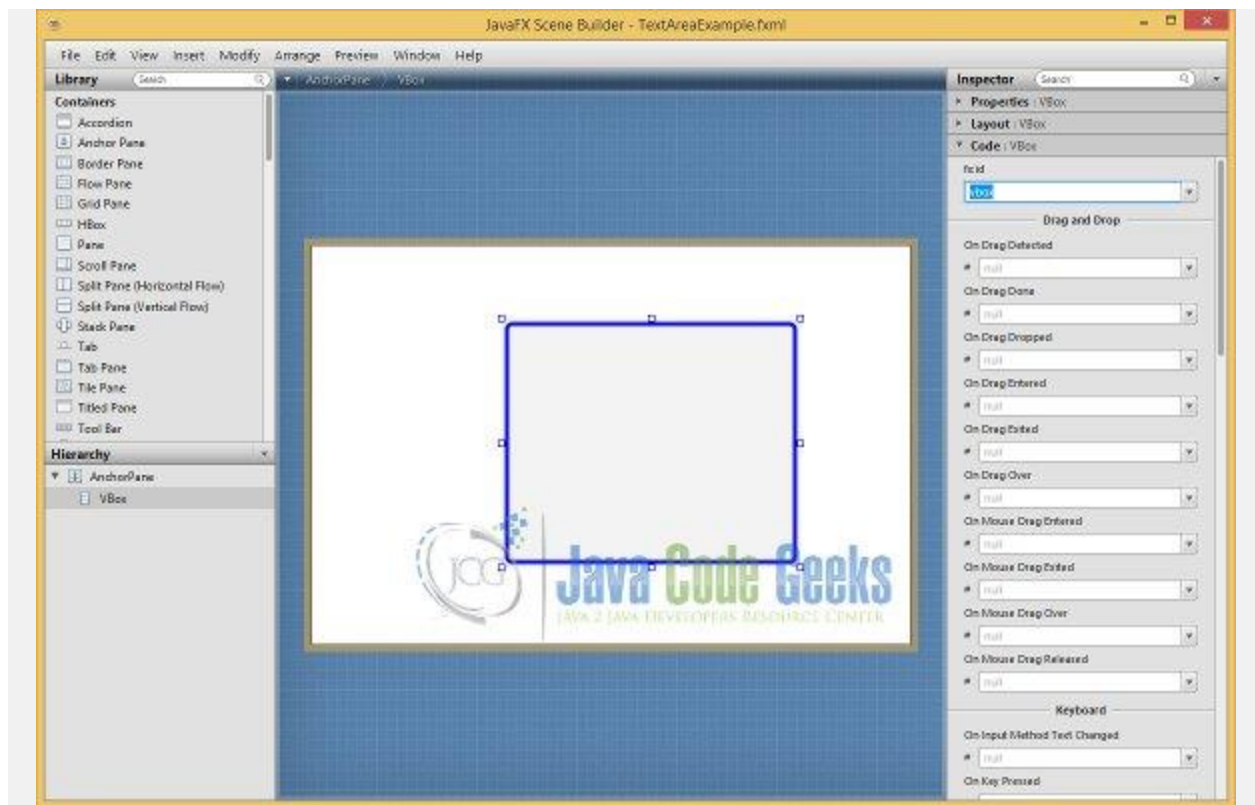 JavaFX Scene Builder - TextAreaExample.fxml
File Edit View Insert Modify Arrange Preview Window Help
Library Search
AnchorPane VBox
Containers
Accordion
Anchor Pane
Border Pane
Flow Pane
Grid Pane
HBox
Pane
Scroll Pane
Split Pane (Horizontal Flow)
Split Pane (Vertical Flow)
Stack Pane
Tab
Tab Pane
Tile Pane
Titled Pane
Tool Bar
Hierarchy
AnchorPane
VBox
JCG
Java Code Geeks
JAVA 2 JAVA DEVELOPERS RESOURCE CENTER
Inspector Search
Properties : VBox
Layout : VBox
Code : VBox
fx:id
vbox
Drag and Drop
On Drag Detected
# null
On Drag Done
# null
On Drag Dropped
# null
On Drag Entered
# null
On Drag Exited
# null
On Drag Over
# null
On Mouse Drag Entered
# null
On Mouse Drag Exited
# null
On Mouse Drag Over
# null
On Mouse Drag Released
# null
Keyboard
On Input Method Text Changed
# null
On Key Pressed